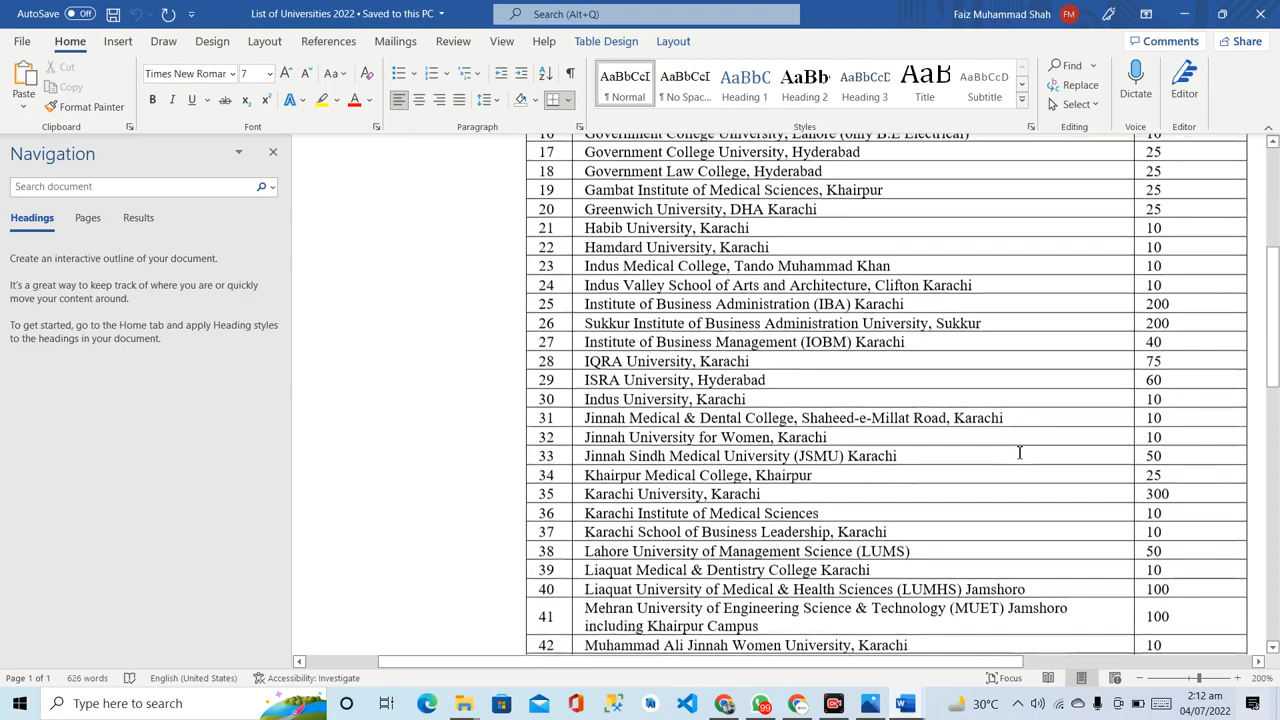 AutoSave Off List of Universities 2022 • Saved to this PC Search (Alt+Q) Faiz Muhammad Shah FM
File Home Insert Draw Design Layout References Mailings Review View Help Table Design Layout Comments Share
Paste Cut Copy Format Painter
Times New Roman 7
AaBbCcI AaBbCcI AaBbCc AaBb AaBbCcI AaBb AaBbCcD
¶ Normal ¶ No Spac... Heading 1 Heading 2 Heading 3 Title Subtitle
Find Replace Select Dictate Editor
Clipboard Font Paragraph Styles Editing Voice Editor
Navigation
Search document
Headings Pages Results
Create an interactive outline of your document.
It's a great way to keep track of where you are or quickly
move your content around.
To get started, go to the Home tab and apply Heading styles
to the headings in your document.
16 Government College University, Lahore (only B.E Electrical) 10
17 Government College University, Hyderabad 25
18 Government Law College, Hyderabad 25
19 Gambat Institute of Medical Sciences, Khairpur 25
20 Greenwich University, DHA Karachi 25
21 Habib University, Karachi 10
22 Hamdard University, Karachi 10
23 Indus Medical College, Tando Muhammad Khan 10
24 Indus Valley School of Arts and Architecture, Clifton Karachi 10
25 Institute of Business Administration (IBA) Karachi 200
26 Sukkur Institute of Business Administration University, Sukkur 200
27 Institute of Business Management (IOBM) Karachi 40
28 IQRA University, Karachi 75
29 ISRA University, Hyderabad 60
30 Indus University, Karachi 10
31 Jinnah Medical & Dental College, Shaheed-e-Millat Road, Karachi 10
32 Jinnah University for Women, Karachi 10
33 Jinnah Sindh Medical University (JSMU) Karachi 50
34 Khairpur Medical College, Khairpur 25
35 Karachi University, Karachi 300
36 Karachi Institute of Medical Sciences 10
37 Karachi School of Business Leadership, Karachi 10
38 Lahore University of Management Science (LUMS) 50
39 Liaquat Medical & Dentistry College Karachi 10
40 Liaquat University of Medical & Health Sciences (LUMHS) Jamshoro 100
41 Mehran University of Engineering Science & Technology (MUET) Jamshoro
including Khairpur Campus 100
42 Muhammad Ali Jinnah Women University, Karachi 10
Page 1 of 1 626 words English (United States) Accessibility: Investigate Focus 200%
Type here to search 30°C 2:12 am
04/07/2022